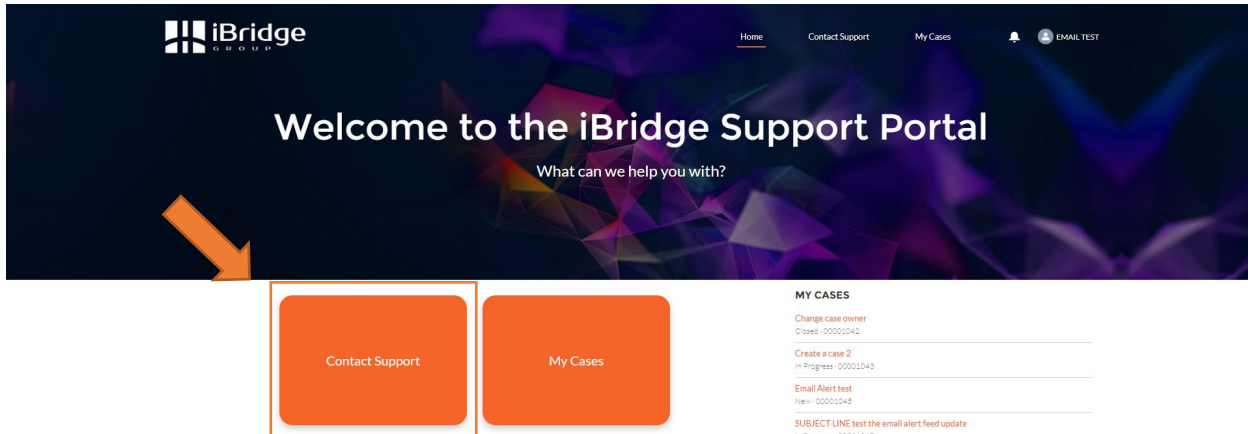 iBridge
GROUP
Home
Contact Support
My Cases
EMAIL TEST
Welcome to the iBridge Support Portal
What can we help you with?
Contact Support
My Cases
MY CASES
Change case owner
Closed · 00001042
Create a case 2
In Progress · 00001043
Email Alert test
New · 00001045
SUBJECT LINE test the email alert feed update